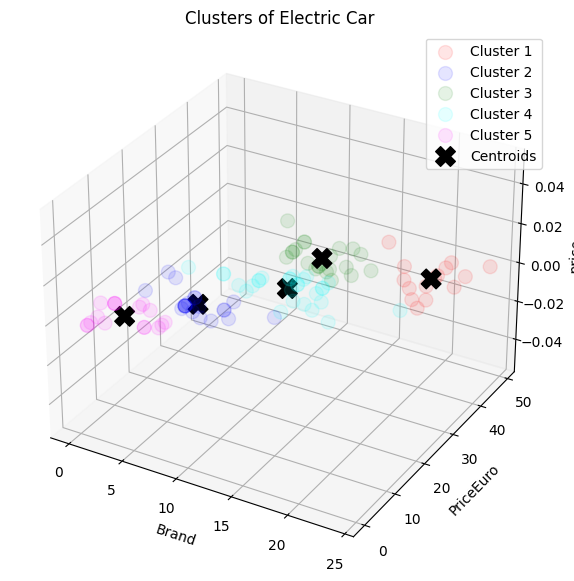 Clusters of Electric Car
Cluster 1
Cluster 2
Cluster 3
Cluster 4
Cluster 5
Centroids
0.04
0.02
0.00
−0.02
−0.04
50
40
30
20
10
0
PriceEuro
0
5
10
15
20
25
Brand